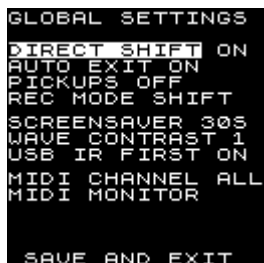 GLOBAL SETTINGS
DIRECT SHIFT ON
AUTO EXIT ON
PICKUPS OFF
REC MODE SHIFT
SCREENSAVER 30S
WAVE CONTRAST 1
USB IR FIRST ON
MIDI CHANNEL ALL
MIDI MONITOR
SAVE AND EXIT